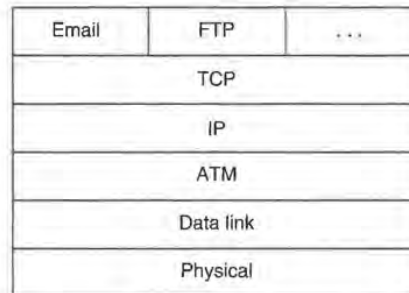 Email FTP ...
TCP
IP
ATM
Data link
Physical